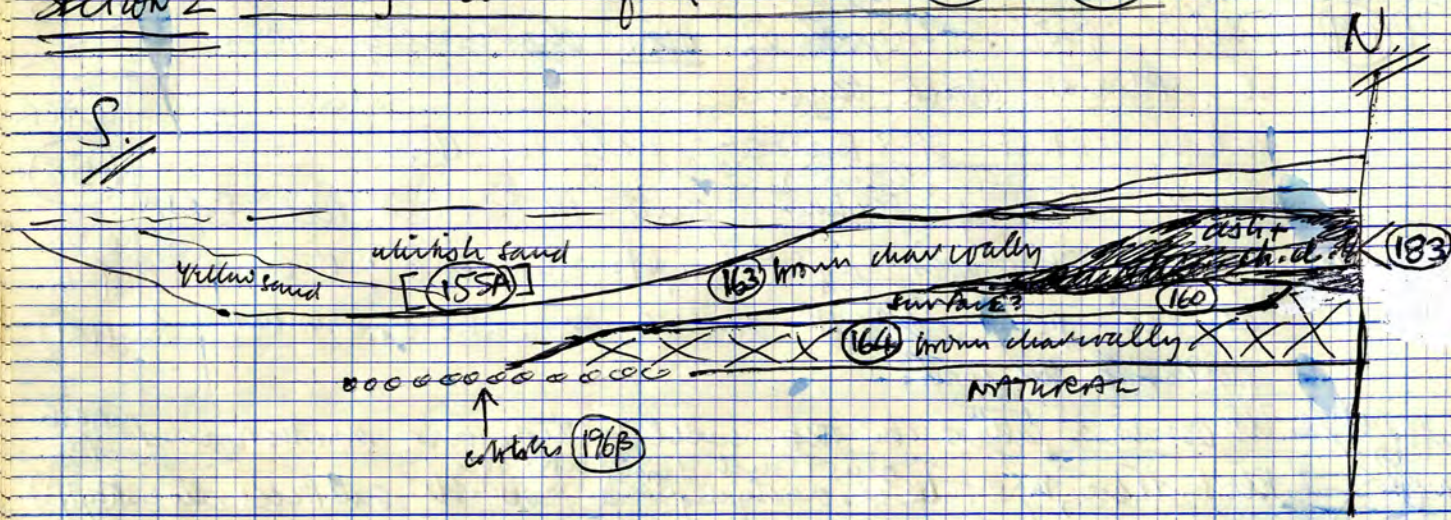 Section 2
N.
S.
whitish sand
Yellow sand
[155A]
163 brown charcoally
ash +
ch.d.
183
surface?
160
164 brown charcoally
NATURAL
cobbles 196B